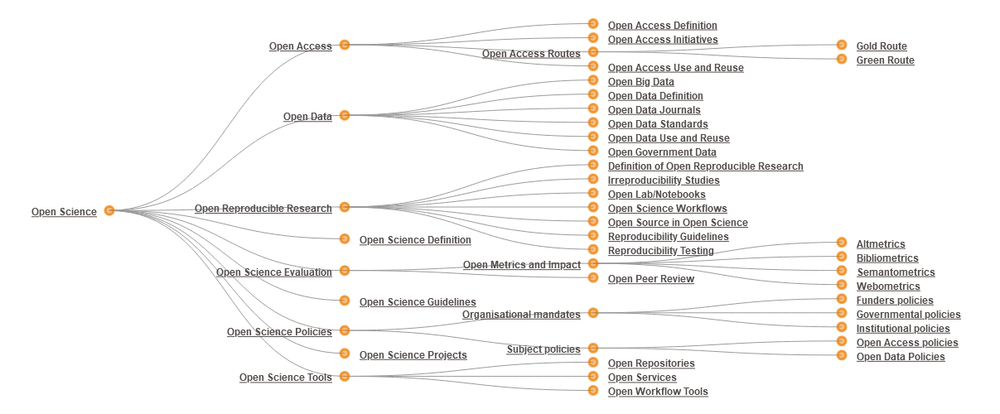 Open Science
Open Access
Open Access Definition
Open Access Initiatives
Open Access Routes
Gold Route
Green Route
Open Access Use and Reuse
Open Data
Open Big Data
Open Data Definition
Open Data Journals
Open Data Standards
Open Data Use and Reuse
Open Government Data
Open Reproducible Research
Definition of Open Reproducible Research
Irreproducibility Studies
Open Lab/Notebooks
Open Science Workflows
Open Source in Open Science
Reproducibility Guidelines
Reproducibility Testing
Open Science Definition
Open Science Evaluation
Open Metrics and Impact
Altmetrics
Bibliometrics
Semantometrics
Webometrics
Open Peer Review
Open Science Guidelines
Open Science Policies
Organisational mandates
Funders policies
Governmental policies
Institutional policies
Subject policies
Open Access policies
Open Data Policies
Open Science Projects
Open Science Tools
Open Repositories
Open Services
Open Workflow Tools